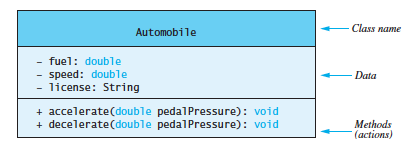 Automobile
Class name
- fuel: double
- speed: double
- license: String
Data
+ accelerate(double pedalPressure): void
+ decelerate(double pedalPressure): void
Methods
(actions)